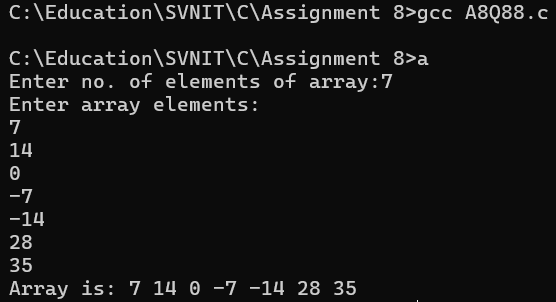 C:\Education\SVNIT\C\Assignment 8>gcc A8Q88.c
C:\Education\SVNIT\C\Assignment 8>a
Enter no. of elements of array:7
Enter array elements:
7
14
0
-7
-14
28
35
Array is: 7 14 0 -7 -14 28 35